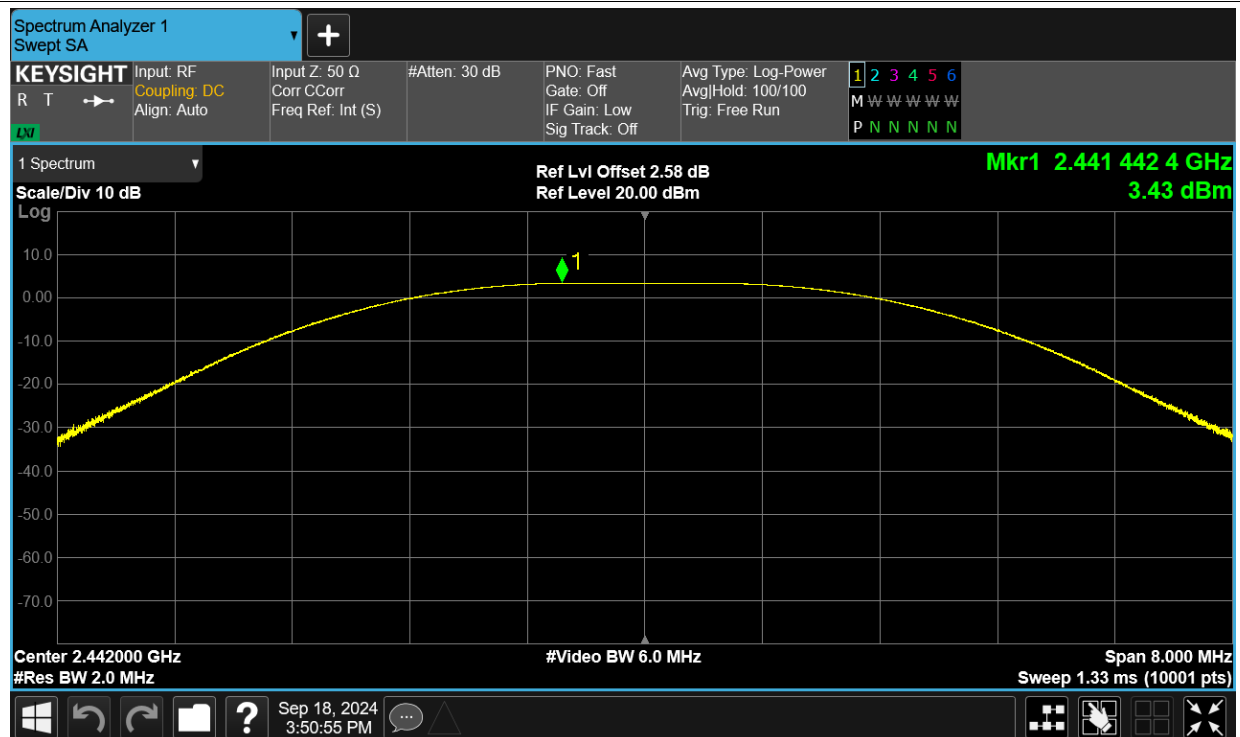 Spectrum Analyzer 1
Swept SA
+
KEYSIGHT
R T
LXI
Input: RF
Coupling: DC
Align: Auto
Input Z: 50 Ω
Corr CCorr
Freq Ref: Int (S)
#Atten: 30 dB
PNO: Fast
Gate: Off
IF Gain: Low
Sig Track: Off
Avg Type: Log-Power
Avg|Hold: 100/100
Trig: Free Run
1 2 3 4 5 6
M W W W W W
P N N N N N
1 Spectrum
Scale/Div 10 dB
Log
Ref Lvl Offset 2.58 dB
Ref Level 20.00 dBm
Mkr1 2.441 442 4 GHz
3.43 dBm
1
10.0
0.00
-10.0
-20.0
-30.0
-40.0
-50.0
-60.0
-70.0
Center 2.442000 GHz
#Res BW 2.0 MHz
#Video BW 6.0 MHz
Span 8.000 MHz
Sweep 1.33 ms (10001 pts)
?
Sep 18, 2024
3:50:55 PM